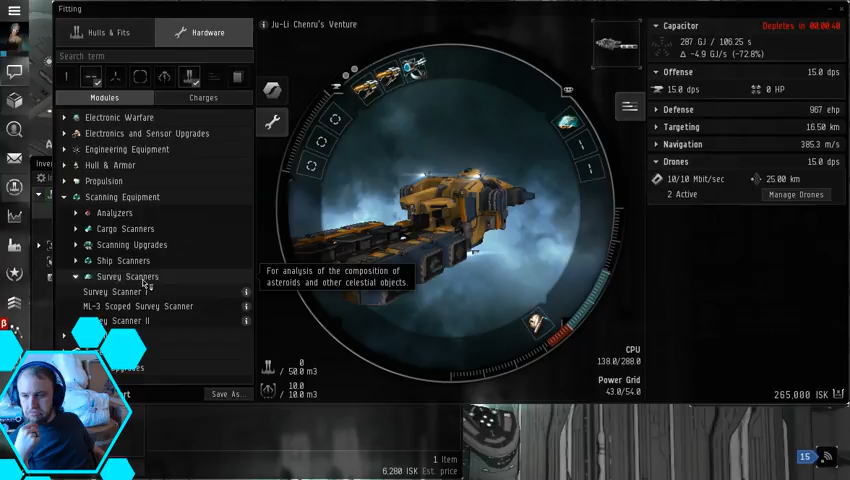 Fitting
Hulls & Fits
Hardware
Search term
Modules
Charges
Electronic Warfare
Electronics and Sensor Upgrades
Engineering Equipment
Hull & Armor
Propulsion
Scanning Equipment
Analyzers
Cargo Scanners
Scanning Upgrades
Ship Scanners
Survey Scanners
Survey Scanner I
ML-3 Scoped Survey Scanner
Scanner II
Save As...
Ju-Li Chenru's Venture
For analysis of the composition of
asteroids and other celestial objects.
0
/ 50.0 m3
10.0
/ 10.0 m3
CPU
138.0/288.0
Power Grid
43.0/54.0
Capacitor
Depletes in 00:00:40
287 GJ / 106.25 s
Δ -4.9 GJ/s (-72.8%)
Offense
15.0 dps
15.0 dps
0 HP
Defense
967 ehp
Targeting
16.50 km
Navigation
385.3 m/s
Drones
15.0 dps
10/10 Mbit/sec
25.00 km
2 Active
Manage Drones
265,000 ISK
1 Item
6,280 ISK Est. price
15